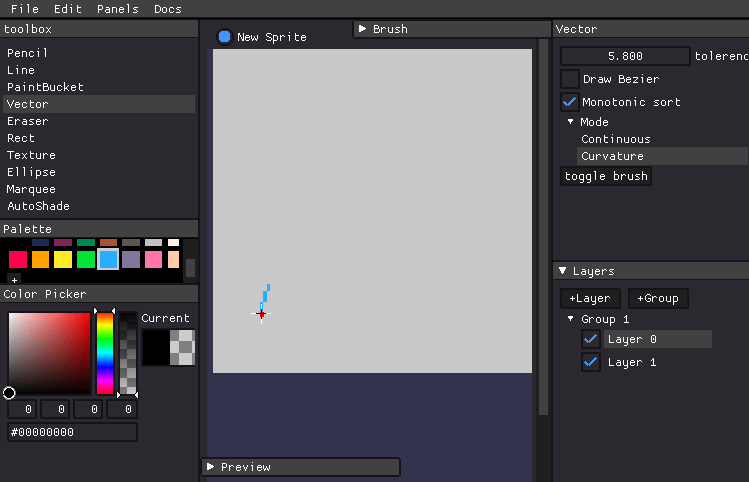 File Edit Panels Docs
toolbox
Pencil
Line
PaintBucket
Vector
Eraser
Rect
Texture
Ellipse
Marquee
AutoShade
Palette
+
Color Picker
Current
0 0 0 0
#00000000
New Sprite
Brush
Preview
Vector
5.800 tolerenc
Draw Bezier
Monotonic sort
Mode
Continuous
Curvature
toggle brush
Layers
+Layer +Group
Group 1
Layer 0
Layer 1